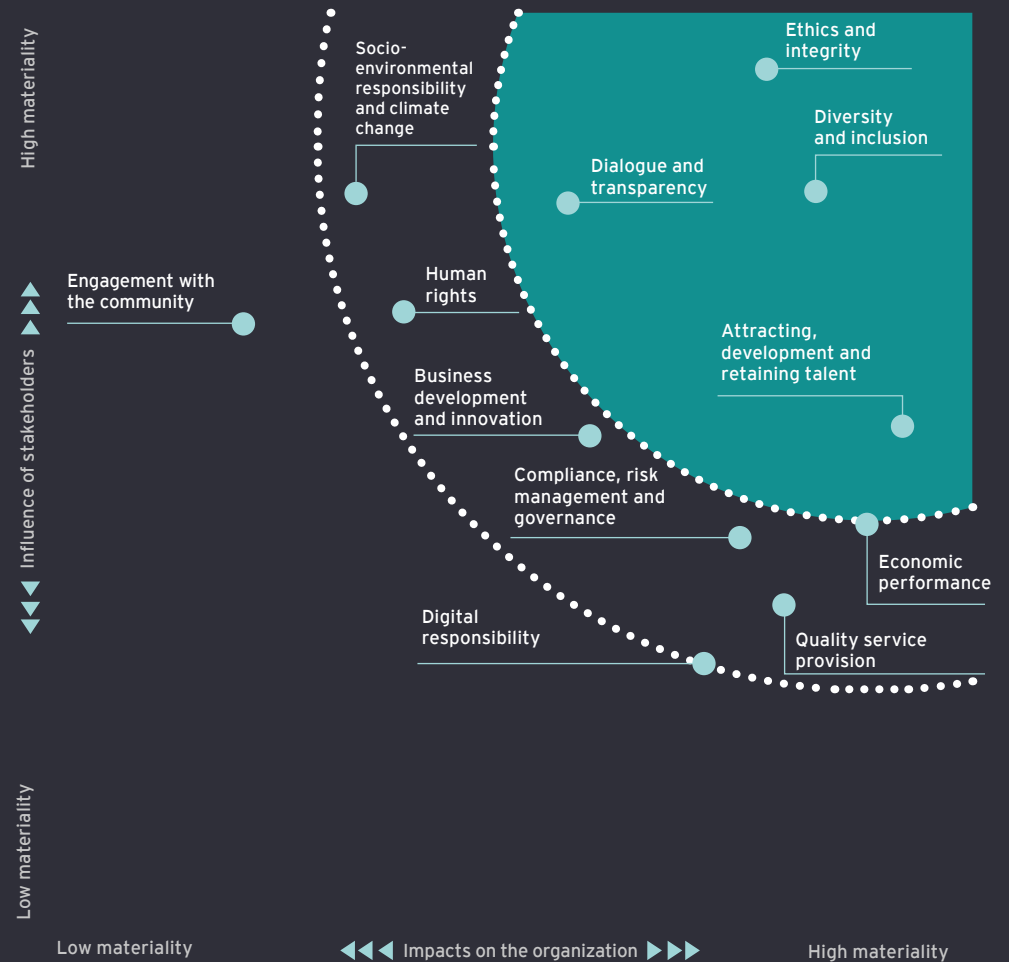 High materiality
Socio-
environmental
responsibility
and climate
change
Ethics and
integrity
Diversity
and inclusion
Dialogue and
transparency
Engagement with
the community
Human
rights
Attracting,
development and
retaining talent
Business
development
and innovation
Influence of stakeholders
Compliance, risk
management and
governance
Economic
performance
Digital
responsibility
Quality service
provision
Low materiality
Low materiality
Impacts on the organization
High materiality